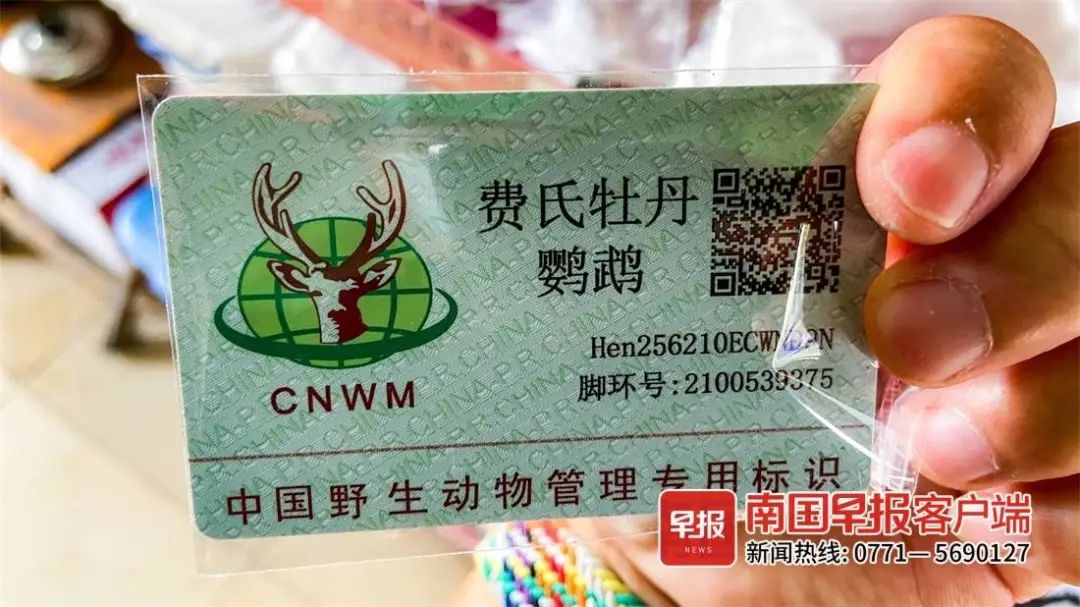 费氏牡丹
鹦鹉
Hen256210ECWND9N
脚环号:2100539375
CNWM
中国野生动物管理专用标识
早报
NEWS
南国早报客户端
新闻热线: 0771— 5690127